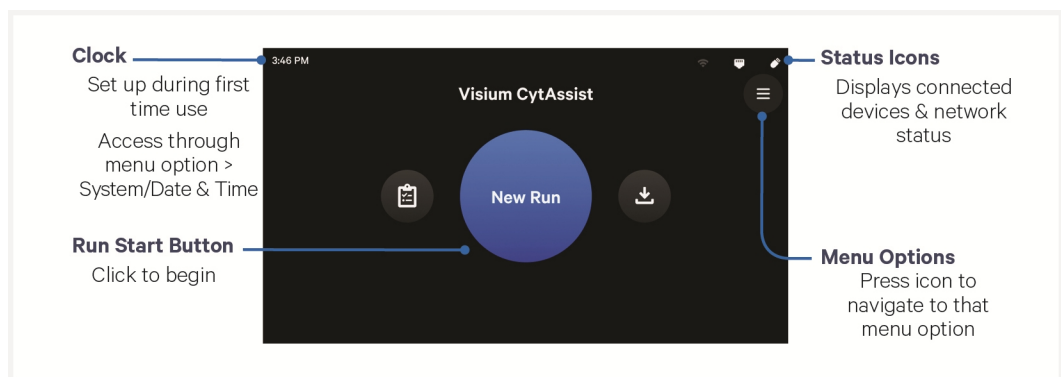 Clock
Set up during first
time use
Access through
menu option >
System/Date & Time
Run Start Button
Click to begin
3:46 PM
Visium CytAssist
New Run
Status Icons
Displays connected
devices & network
status
Menu Options
Press icon to
navigate to that
menu option